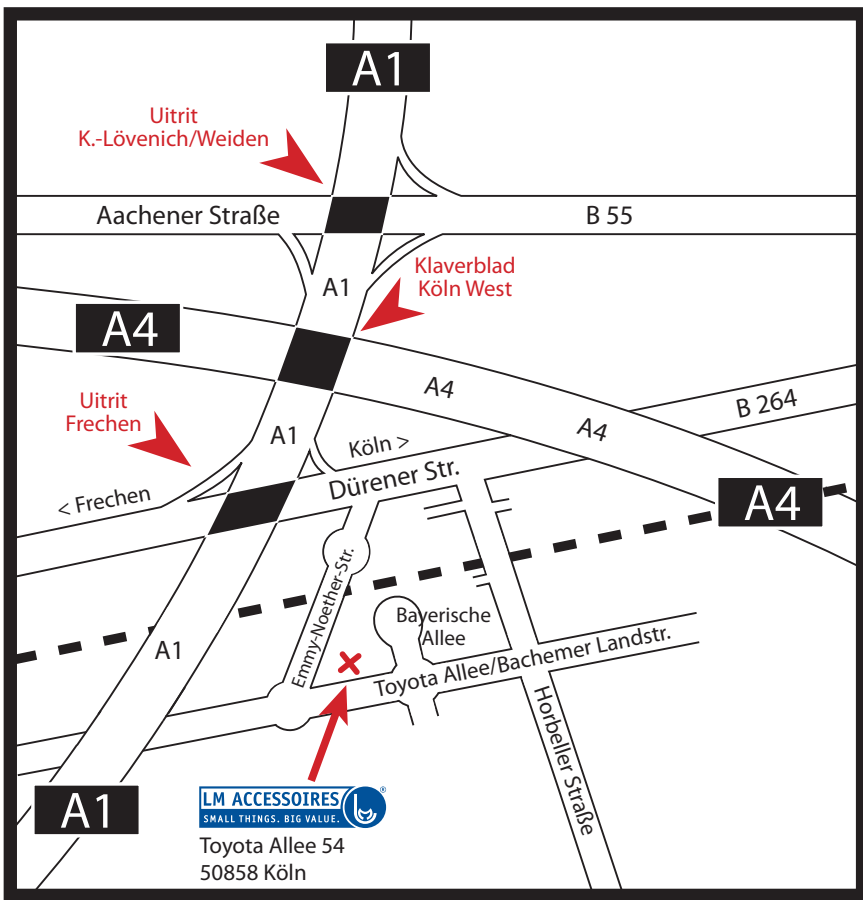 A1
Uitrit
K.-Lövenich/Weiden
Aachener Straße
B 55
Klaverblad
Köln West
A1
A4
A4
B 264
Uitrit
Frechen
A1
A4
Köln >
Dürener Str.
< Frechen
A4
Emmy-Noether-Str.
Bayerische
Allee
A1
Toyota Allee/Bachemer Landstr.
Horbeller Straße
A1
LM ACCESSOIRES
®
SMALL THINGS. BIG VALUE.
Toyota Allee 54
50858 Köln